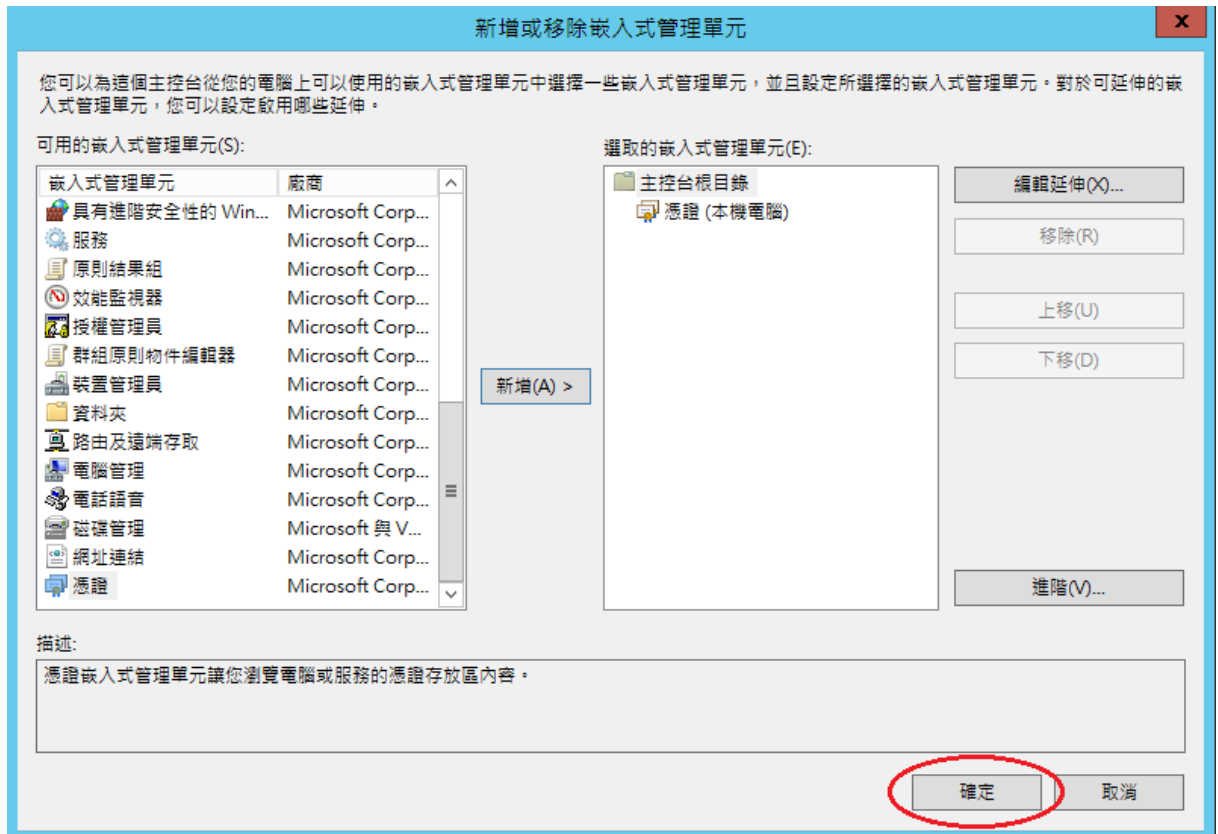 新增或移除嵌入式管理單元
x
您可以為這個主控台從您的電腦上可以使用的嵌入式管理單元中選擇一些嵌入式管理單元，並且設定所選擇的嵌入式管理單元。對於可延伸的嵌
入式管理單元，您可以設定啟用哪些延伸。
可用的嵌入式管理單元(S):
嵌入式管理單元 廠商
具有進階安全性的 Win... Microsoft Corp...
服務 Microsoft Corp...
原則結果組 Microsoft Corp...
效能監視器 Microsoft Corp...
授權管理員 Microsoft Corp...
群組原則物件編輯器 Microsoft Corp...
裝置管理員 Microsoft Corp...
資料夾 Microsoft Corp...
路由及遠端存取 Microsoft Corp...
電腦管理 Microsoft Corp...
電話語音 Microsoft Corp...
磁碟管理 Microsoft 與 V...
網址連結 Microsoft Corp...
憑證 Microsoft Corp...
新增(A) >
選取的嵌入式管理單元(E):
主控台根目錄
憑證 (本機電腦)
編輯延伸(X)...
移除(R)
上移(U)
下移(D)
進階(V)...
描述:
憑證嵌入式管理單元讓您瀏覽電腦或服務的憑證存放區內容。
確定
取消